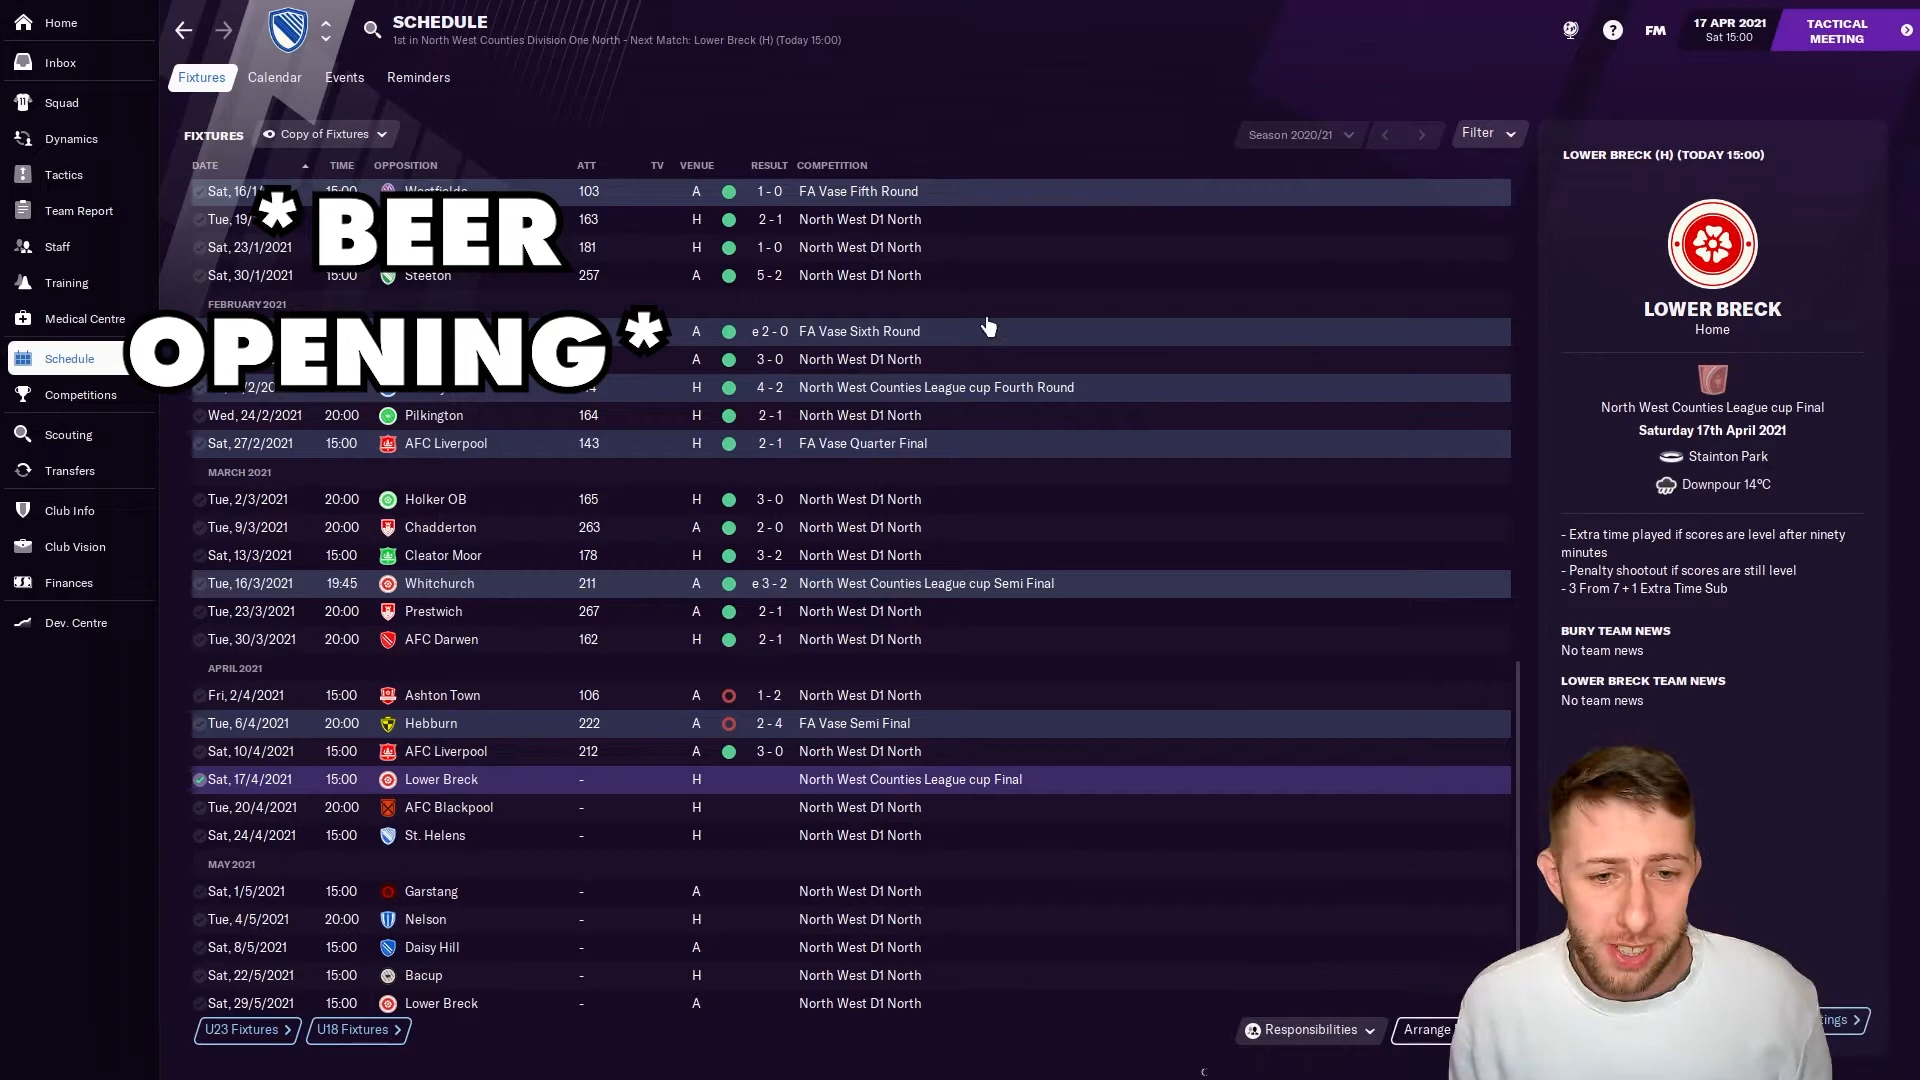 Home
SCHEDULE
1st in North West Counties Division One North - Next Match: Lower Breck (H) (Today 15:00)
FM
17 APR 2021
Sat 15:00
TACTICAL
MEETING
Inbox
Squad
Dynamics
Tactics
Team Report
Staff
Training
Medical Centre
Schedule
Competitions
Scouting
Transfers
Club Info
Club Vision
Finances
Dev. Centre
Fixtures Calendar Events Reminders
FIXTURES Copy of Fixtures Season 2020/21 Filter
DATE TIME OPPOSITION ATT TV VENUE RESULT COMPETITION
Sat, 16/1 15:00 Westfields 103 A 1 - 0 FA Vase Fifth Round
Tue, 19/ 163 H 2 - 1 North West D1 North
Sat, 23/1/2021 181 H 1 - 0 North West D1 North
Sat, 30/1/2021 15:00 Steeton 257 A 5 - 2 North West D1 North
*BEER
OPENING*
FEBRUARY 2021
A e 2 - 0 FA Vase Sixth Round
A 3 - 0 North West D1 North
H 4 - 2 North West Counties League cup Fourth Round
Wed, 24/2/2021 20:00 Pilkington 164 H 2 - 1 North West D1 North
Sat, 27/2/2021 15:00 AFC Liverpool 143 H 2 - 1 FA Vase Quarter Final
MARCH 2021
Tue, 2/3/2021 20:00 Holker OB 165 H 3 - 0 North West D1 North
Tue, 9/3/2021 20:00 Chadderton 263 A 2 - 0 North West D1 North
Sat, 13/3/2021 15:00 Cleator Moor 178 H 3 - 2 North West D1 North
Tue, 16/3/2021 19:45 Whitchurch 211 A e 3 - 2 North West Counties League cup Semi Final
Tue, 23/3/2021 20:00 Prestwich 267 A 2 - 1 North West D1 North
Tue, 30/3/2021 20:00 AFC Darwen 162 H 2 - 1 North West D1 North
APRIL 2021
Fri, 2/4/2021 15:00 Ashton Town 106 A 1 - 2 North West D1 North
Tue, 6/4/2021 20:00 Hebburn 222 A 2 - 4 FA Vase Semi Final
Sat, 10/4/2021 15:00 AFC Liverpool 212 A 3 - 0 North West D1 North
Sat, 17/4/2021 15:00 Lower Breck - H North West Counties League cup Final
Tue, 20/4/2021 20:00 AFC Blackpool - H North West D1 North
Sat, 24/4/2021 15:00 St. Helens - H North West D1 North
MAY 2021
Sat, 1/5/2021 15:00 Garstang - A North West D1 North
Tue, 4/5/2021 20:00 Nelson - H North West D1 North
Sat, 8/5/2021 15:00 Daisy Hill - A North West D1 North
Sat, 22/5/2021 15:00 Bacup - H North West D1 North
Sat, 29/5/2021 15:00 Lower Breck - A North West D1 North
U23 Fixtures U18 Fixtures Responsibilities Arrange
LOWER BRECK (H) (TODAY 15:00)
LOWER BRECK
Home
North West Counties League cup Final
Saturday 17th April 2021
Stainton Park
Downpour 14°C
- Extra time played if scores are level after ninety
minutes
- Penalty shootout if scores are still level
- 3 From 7 + 1 Extra Time Sub
BURY TEAM NEWS
No team news
LOWER BRECK TEAM NEWS
No team news